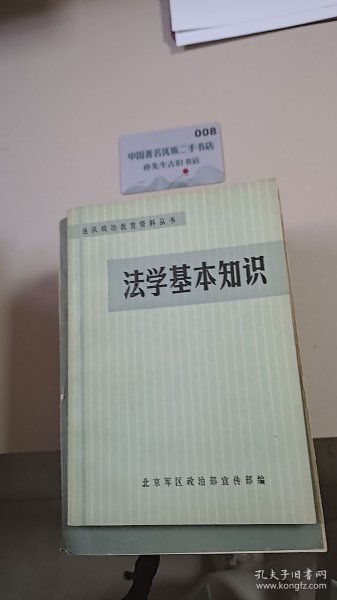 008
中国著名优秀二手书店
孙先生古旧书店
连队政治教育资料丛书
法学基本知识
北京军区政治部宣传部编
孔夫子旧书网
www.kongfz.com